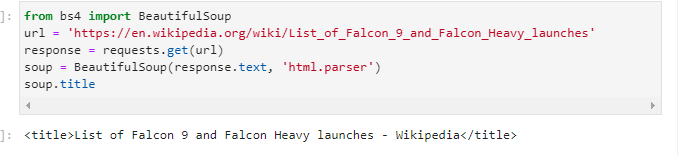 ]: from bs4 import BeautifulSoup
url = 'https://en.wikipedia.org/wiki/List_of_Falcon_9_and_Falcon_Heavy_launches'
response = requests.get(url)
soup = BeautifulSoup(response.text, 'html.parser')
soup.title
]: <title>List of Falcon 9 and Falcon Heavy launches - Wikipedia</title>